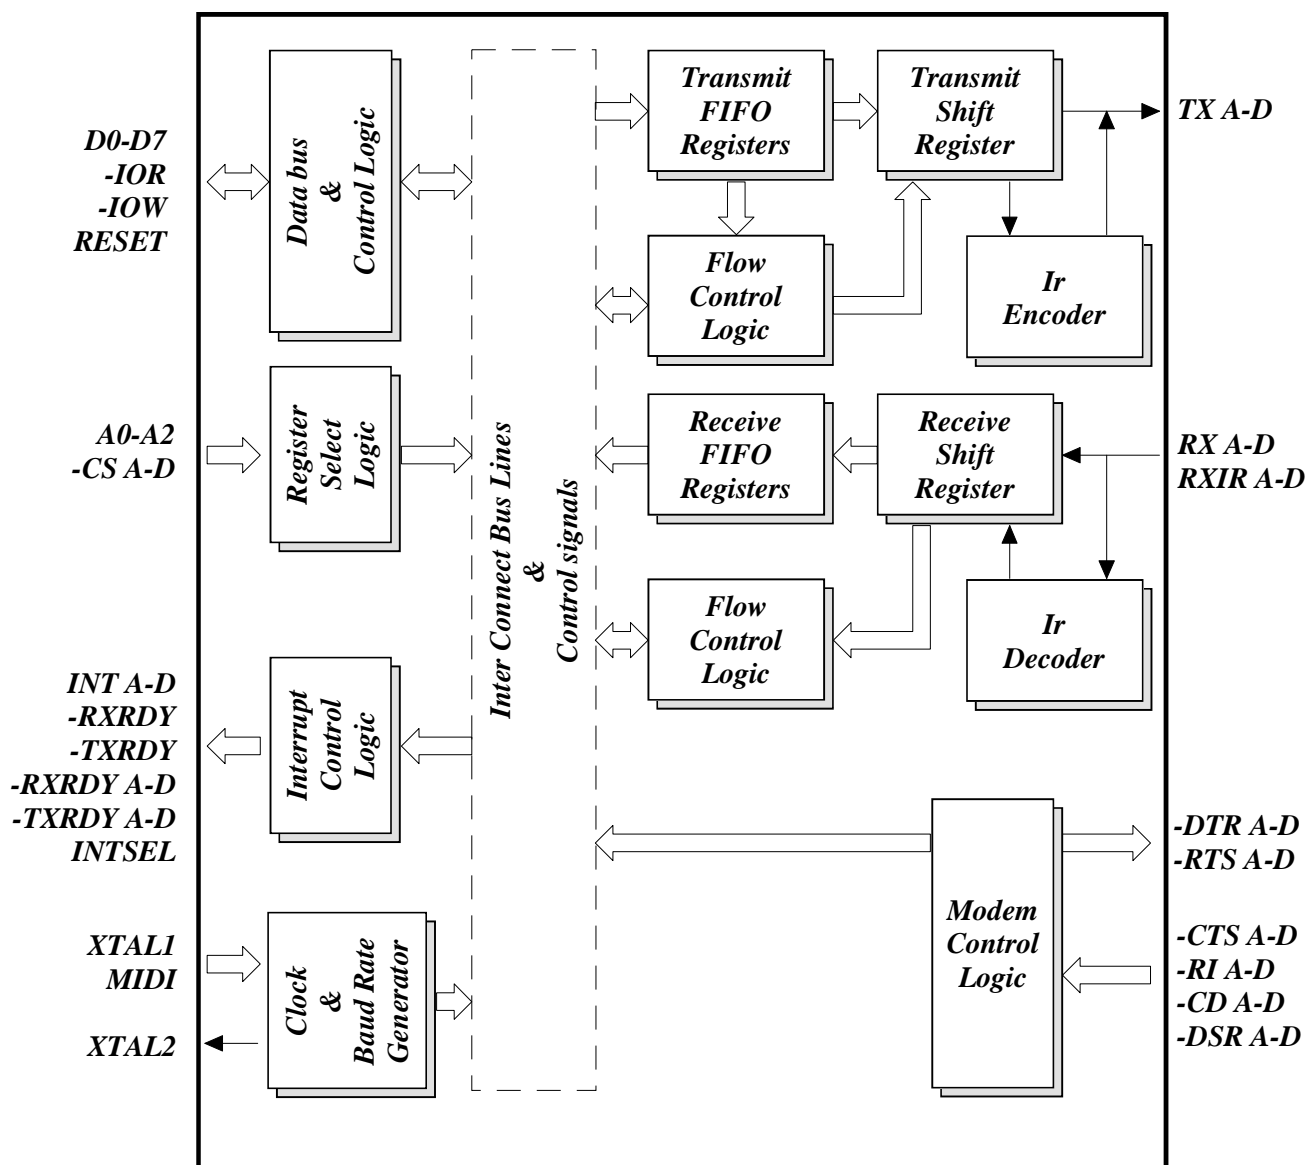 D0-D7
-IOR
-IOW
RESET
A0-A2
-CS A-D
INT A-D
-RXRDY
-TXRDY
-RXRDY A-D
-TXRDY A-D
INTSEL
XTAL1
MIDI
XTAL2
Data bus
&
Control Logic
Register
Select
Logic
Interrupt
Control
Logic
Clock
&
Baud Rate
Generator
Inter Connect Bus Lines
&
Control signals
Transmit
FIFO
Registers
Transmit
Shift
Register
Flow
Control
Logic
Ir
Encoder
Receive
FIFO
Registers
Receive
Shift
Register
Flow
Control
Logic
Ir
Decoder
Modem
Control
Logic
TX A-D
RX A-D
RXIR A-D
-DTR A-D
-RTS A-D
-CTS A-D
-RI A-D
-CD A-D
-DSR A-D